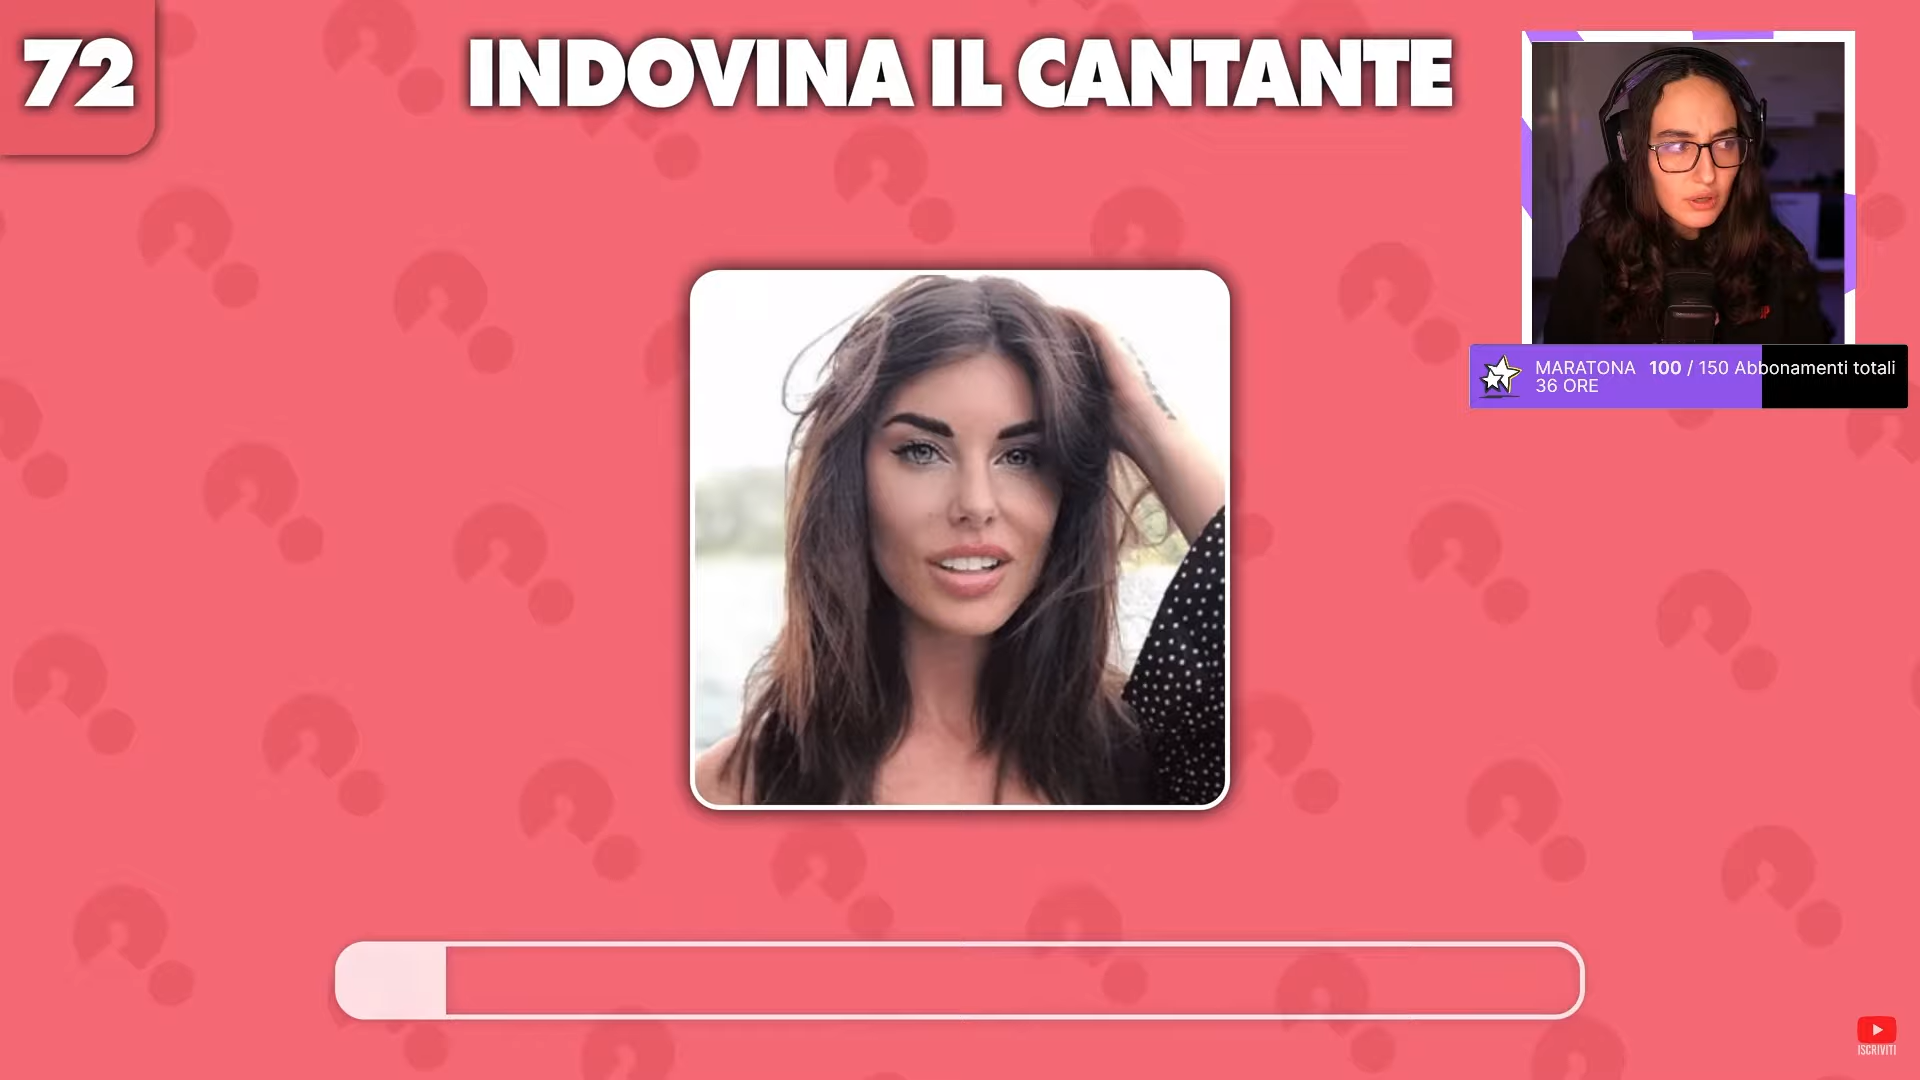 72
INDOVINA IL CANTANTE
MARATONA 100 / 150 Abbonamenti totali
36 ORE
ISCRIVITI